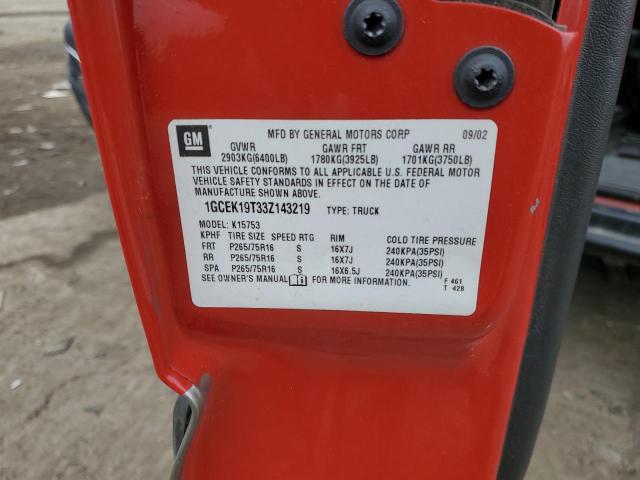 GM
MFD BY GENERAL MOTORS CORP 09/02
GVWR GAWR FRT GAWR RR
2903KG(6400LB) 1780KG(3925LB) 1701KG(3750LB)
THIS VEHICLE CONFORMS TO ALL APPLICABLE U.S. FEDERAL MOTOR
VEHICLE SAFETY STANDARDS IN EFFECT ON THE DATE OF
MANUFACTURE SHOWN ABOVE.
1GCEK19T33Z143219 TYPE: TRUCK
MODEL: K15753
KPHF TIRE SIZE SPEED RTG RIM COLD TIRE PRESSURE
FRT P265/75R16 S 16X7J 240KPA(35PSI)
RR P265/75R16 S 16X7J 240KPA(35PSI)
SPA P265/75R16 S 16X6.5J 240KPA(35PSI)
SEE OWNER'S MANUAL FOR MORE INFORMATION. F 461
T 428